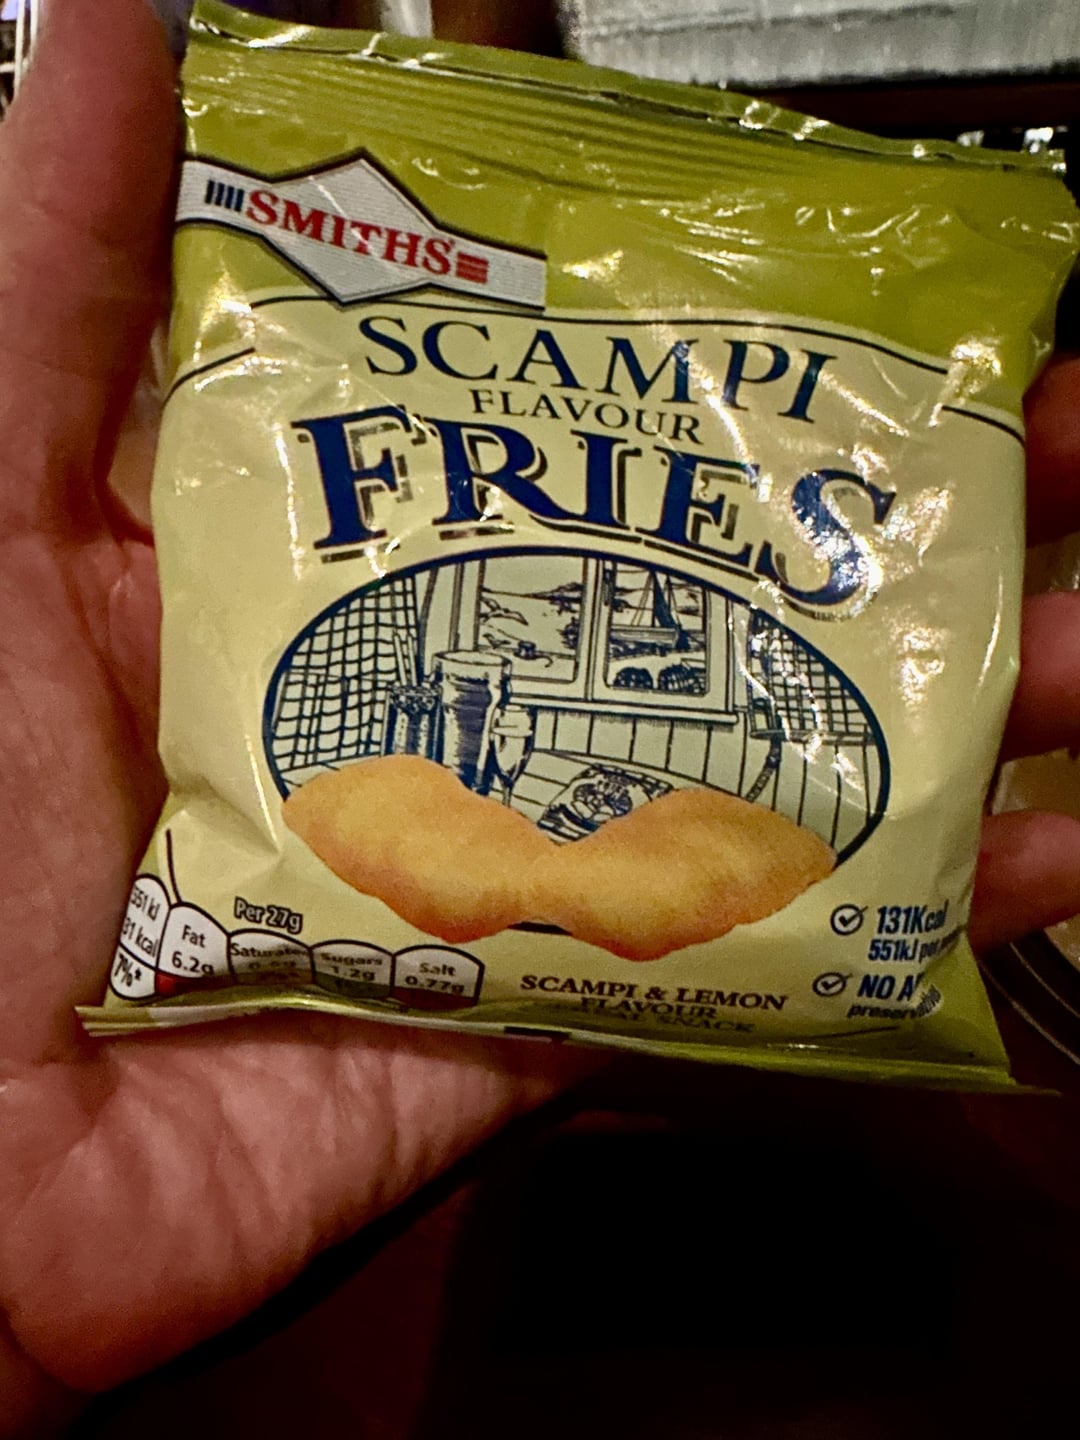 SMITHS
SCAMPI
FLAVOUR
FRIES
Per 27g
Fat
6.2g
Sugars
1.2g
Salt
0.77g
7%*
131Kcal
551kJ
NO
SCAMPI & LEMON
FLAVOUR
SNACK